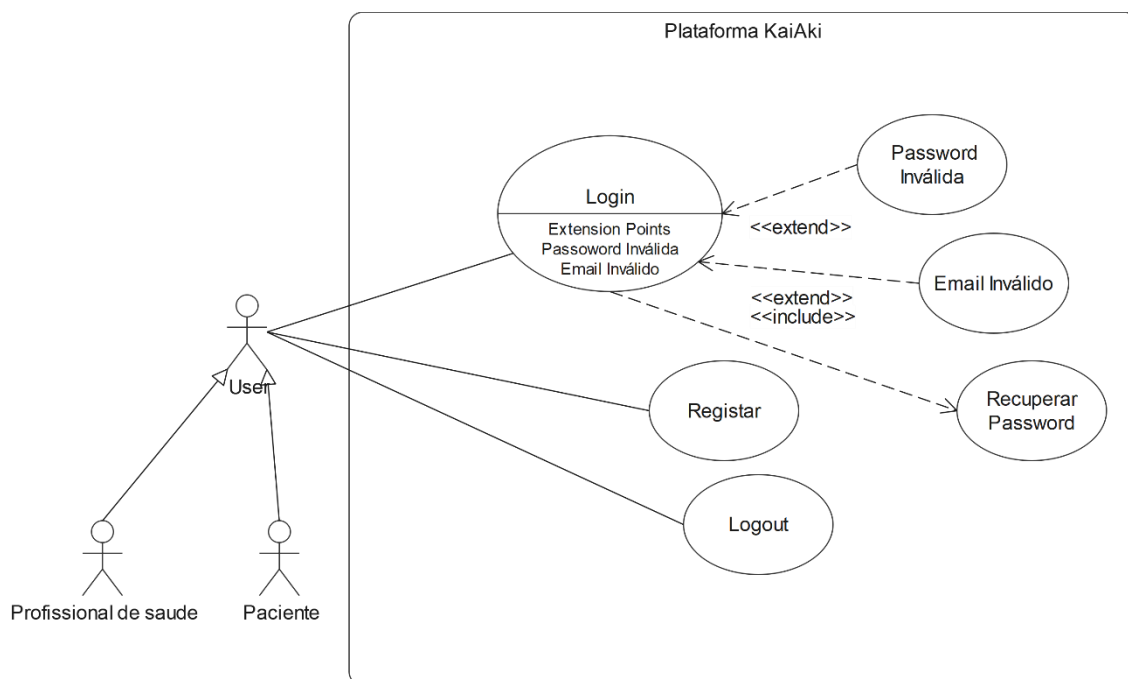 Plataforma KaiAki
Password
Inválida
Login
<<extend>>
Extension Points
Passoword Inválida
Email Inválido
Email Inválido
<<extend>>
<<include>>
User
Registar
Recuperar
Password
Logout
Profissional de saude
Paciente